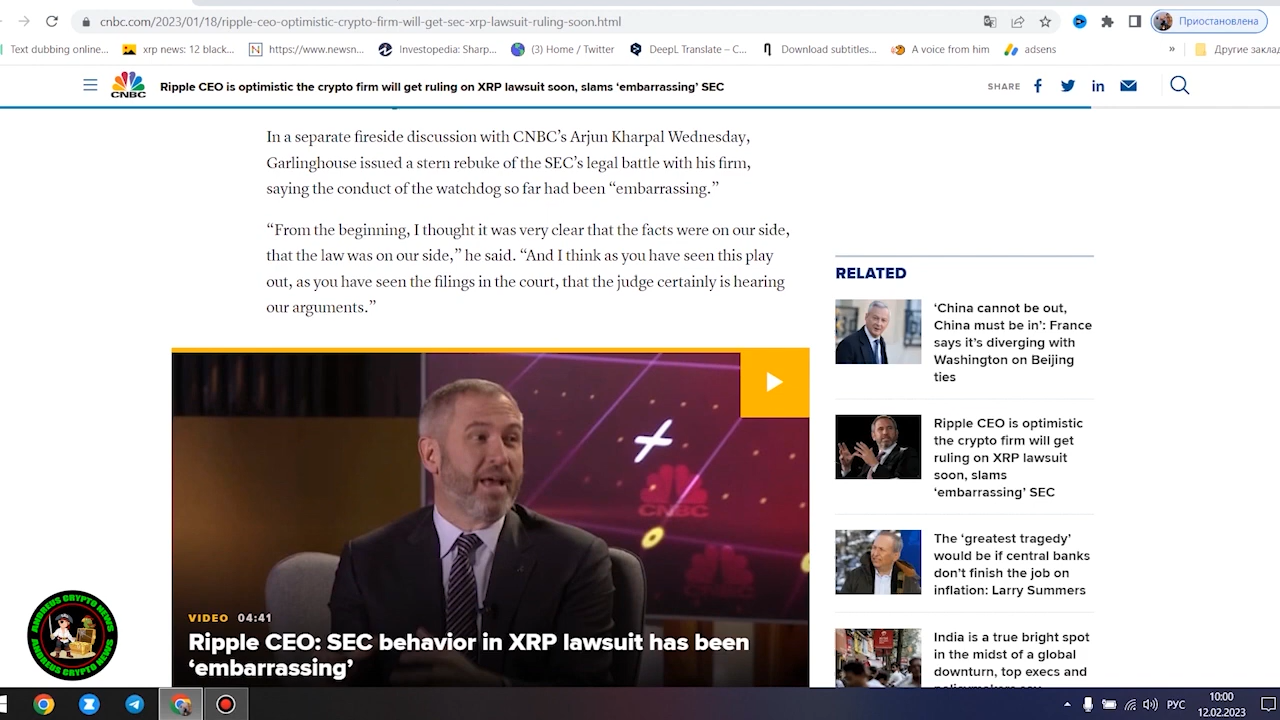 cnbc.com/2023/01/18/ripple-ceo-optimistic-crypto-firm-will-get-sec-xrp-lawsuit-ruling-soon.html
Приостановлена
Text dubbing online...
xrp news: 12 black...
https://www.newsn...
Investopedia: Sharp...
(3) Home / Twitter
DeepL Translate – C...
Download subtitles...
A voice from him
adsens
»
Другие заклад
CNBC
Ripple CEO is optimistic the crypto firm will get ruling on XRP lawsuit soon, slams ‘embarrassing’ SEC
SHARE
In a separate fireside discussion with CNBC’s Arjun Kharpal Wednesday,
Garlinghouse issued a stern rebuke of the SEC’s legal battle with his firm,
saying the conduct of the watchdog so far had been “embarrassing.”
“From the beginning, I thought it was very clear that the facts were on our side,
that the law was on our side,” he said. “And I think as you have seen this play
out, as you have seen the filings in the court, that the judge certainly is hearing
our arguments.”
CNBC
VIDEO 04:41
Ripple CEO: SEC behavior in XRP lawsuit has been
‘embarrassing’
RELATED
‘China cannot be out,
China must be in’: France
says it’s diverging with
Washington on Beijing
ties
Ripple CEO is optimistic
the crypto firm will get
ruling on XRP lawsuit
soon, slams
‘embarrassing’ SEC
The ‘greatest tragedy’
would be if central banks
don’t finish the job on
inflation: Larry Summers
India is a true bright spot
in the midst of a global
downturn, top execs and
ANDREUS CRYPTO NEWS
ANDREUS CRYPTO NEWS
РУС
10:00
12.02.2023